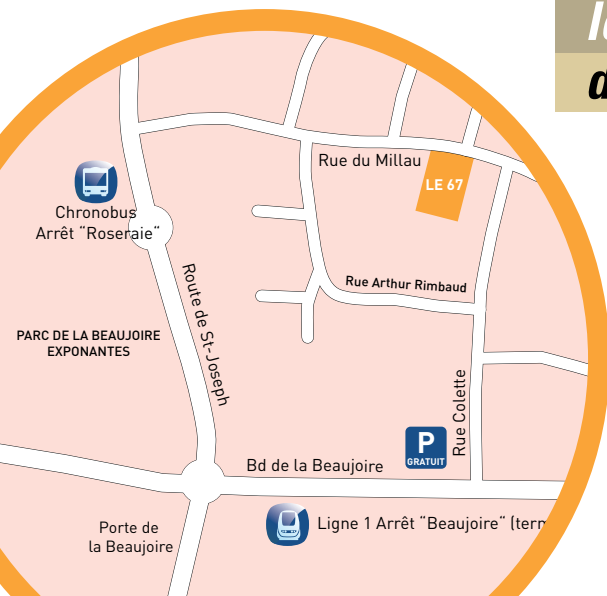 d
Rue du Millau
LE 67
Chronobus
Arrêt “Roseraie”
Rue Arthur Rimbaud
Route de St-Joseph
PARC DE LA BEAUJOIRE
EXPONANTES
Rue Colette
P
GRATUIT
Bd de la Beaujoire
Ligne 1 Arrêt “Beaujoire”
Porte de
la Beaujoire